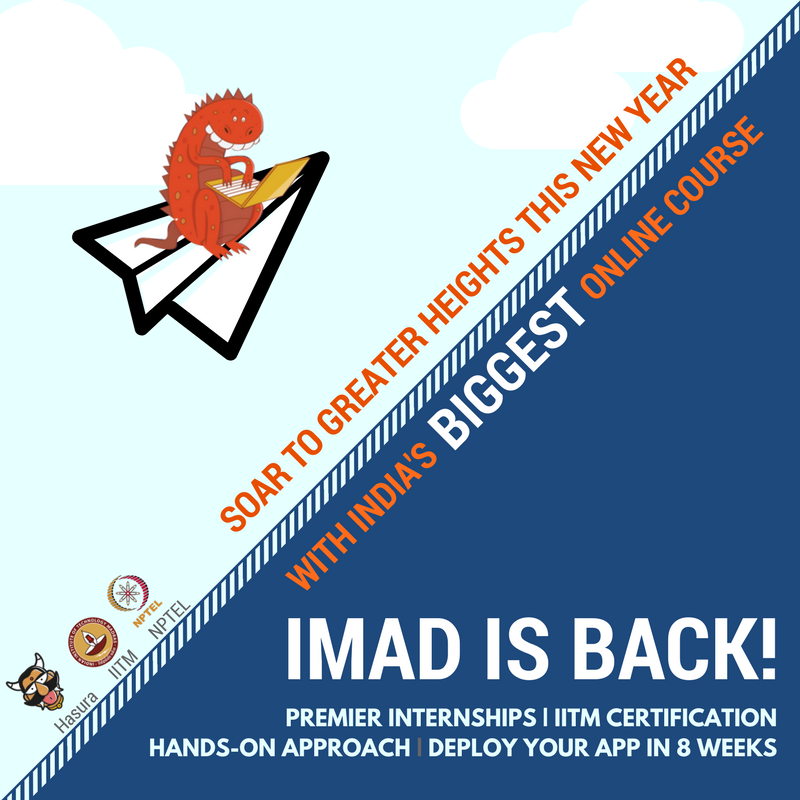 SOAR TO GREATER HEIGHTS THIS NEW YEAR
WITH INDIA'S BIGGEST ONLINE COURSE
NPTEL
Hasura IITM NPTEL
IMAD IS BACK!
PREMIER INTERNSHIPS | IITM CERTIFICATION
HANDS-ON APPROACH | DEPLOY YOUR APP IN 8 WEEKS